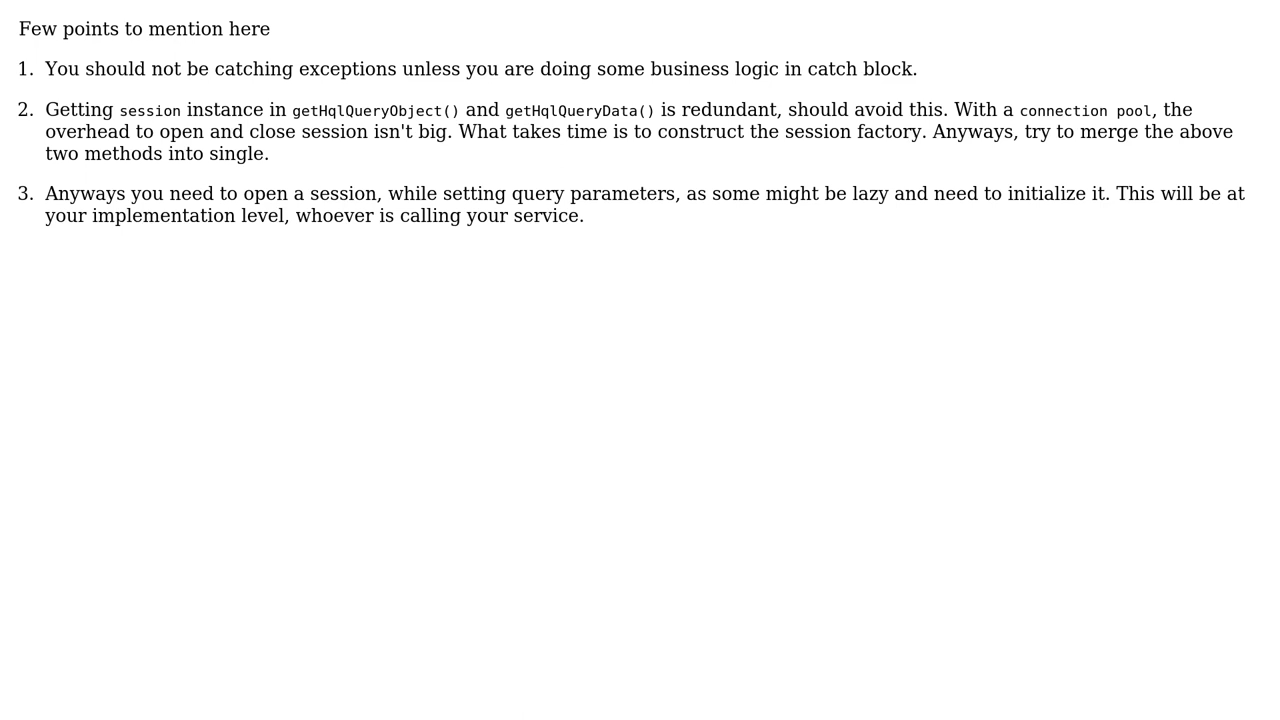 Few points to mention here
1. You should not be catching exceptions unless you are doing some business logic in catch block.
2. Getting session instance in getHqlQueryObject() and getHqlQueryData() is redundant, should avoid this. With a connection pool, the
overhead to open and close session isn't big. What takes time is to construct the session factory. Anyways, try to merge the above
two methods into single.
3. Anyways you need to open a session, while setting query parameters, as some might be lazy and need to initialize it. This will be at
your implementation level, whoever is calling your service.